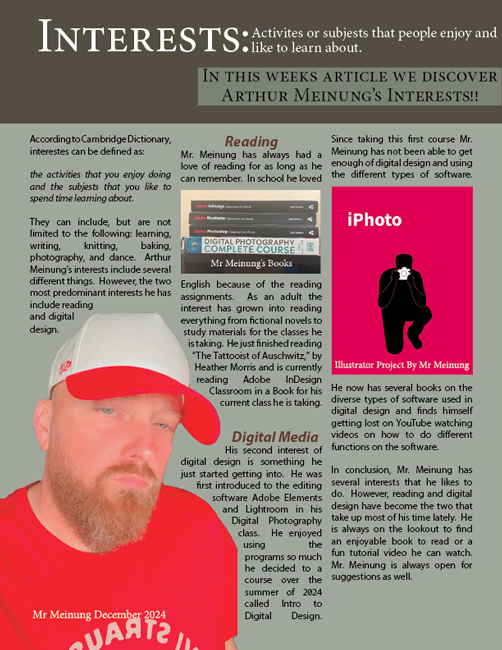 INTERESTS:
Activites or subjests that people enjoy and
like to learn about.
IN THIS WEEKS ARTICLE WE DISCOVER
ARTHUR MEINUNG'S INTERESTS!!
According to Cambridge Dictionary,
interestes can be defined as:
the activities that you enjoy doing
and the subjests that you like to
spend time learning about.
They can include, but are not
limited to the following: learning,
writing, knitting, baking,
photography, and dance. Arthur
Meinung's interests include several
different things. However, the two
most predominant interests he has
include reading
and digital
design.
Mr Meinung December 2024
Reading
Mr. Meinung has always had a
love of reading for as long as he
can remember. In school he loved
Adobe InDesign
Adobe Illustrator
Adobe Photoshop
DIGITAL PHOTOGRAPHY
COMPLETE COURSE
Mr Meinung's Books
English because of the reading
assignments. As an adult the
interest has grown into reading
everything from fictional novels to
study materials for the classes he
is taking. He just finished reading
"The Tattooist of Auschwitz," by
Heather Morris and is currently
reading Adobe InDesign
Classroom in a Book for his
current class he is taking.
Digital Media
His second interest of
digital design is something he
just started getting into. He was
first introduced to the editing
software Adobe Elements
and Lightroom in his
Digital Photography
class. He enjoyed
using the
programs so much
he decided to a
course over the
summer of 2024
called Intro to
Digital Design.
Since taking this first course Mr.
Meinung has not been able to get
enough of digital design and using
the different types of software.
iPhoto
Illustrator Project By Mr Meinung
He now has several books on the
diverse types of software used in
digital design and finds himself
getting lost on YouTube watching
videos on how to do different
functions on the software.
In conclusion, Mr. Meinung has
several interests that he likes to
do. However, reading and digital
design have become the two that
take up most of his time lately. He
is always on the lookout to find
an enjoyable book to read or a
fun tutorial video he can watch.
Mr. Meinung is always open for
suggestions as well.